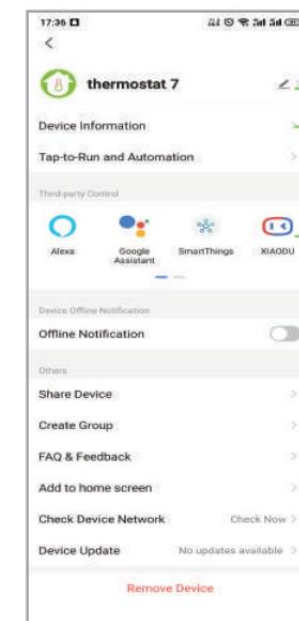 17:36
thermostat 7
Device Information
Tap-to-Run and Automation
Third-party Control
Alexa
Google Assistant
SmartThings
XIAODU
Device Offline Notification
Offline Notification
Others
Share Device
Create Group
FAQ & Feedback
Add to home screen
Check Device Network Check Now
Device Update No updates available
Remove Device